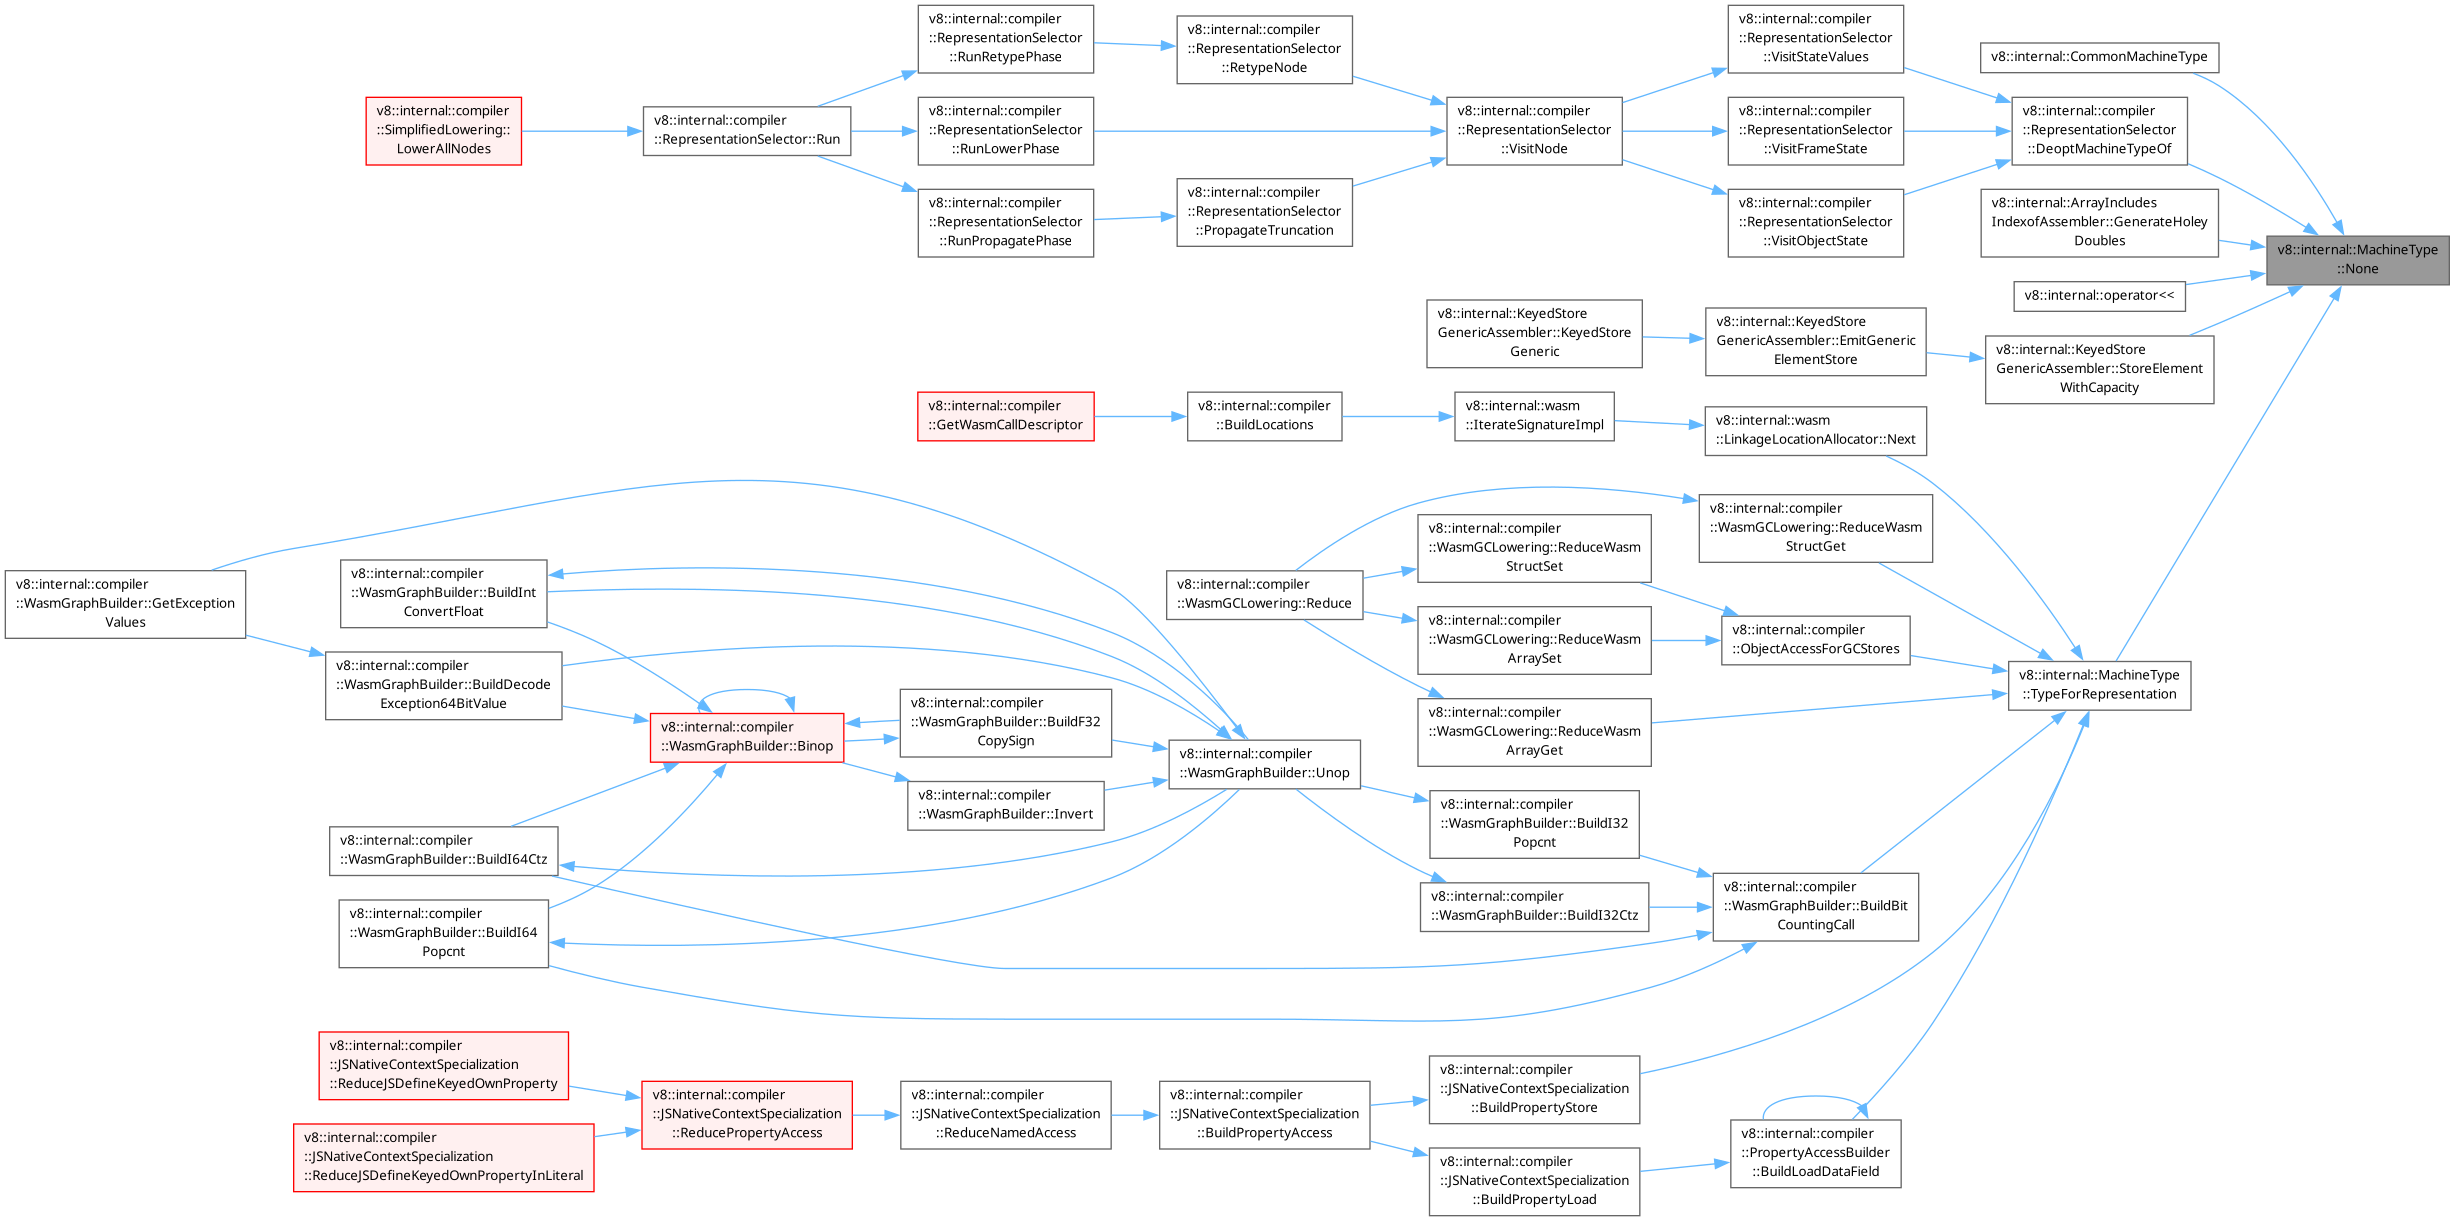 v8::internal::compiler
::RepresentationSelector
::RunRetypePhase
v8::internal::compiler
::RepresentationSelector
::RetypeNode
v8::internal::compiler
::RepresentationSelector
::VisitStateValues
v8::internal::CommonMachineType
v8::internal::compiler
::SimplifiedLowering::
LowerAllNodes
v8::internal::compiler
::RepresentationSelector::Run
v8::internal::compiler
::RepresentationSelector
::RunLowerPhase
v8::internal::compiler
::RepresentationSelector
::VisitNode
v8::internal::compiler
::RepresentationSelector
::VisitFrameState
v8::internal::compiler
::RepresentationSelector
::DeoptMachineTypeOf
v8::internal::compiler
::RepresentationSelector
::RunPropagatePhase
v8::internal::compiler
::RepresentationSelector
::PropagateTruncation
v8::internal::compiler
::RepresentationSelector
::VisitObjectState
v8::internal::ArrayIncludes
IndexofAssembler::GenerateHoley
Doubles
v8::internal::MachineType
::None
v8::internal::operator<<
v8::internal::KeyedStore
GenericAssembler::KeyedStore
Generic
v8::internal::KeyedStore
GenericAssembler::EmitGeneric
ElementStore
v8::internal::KeyedStore
GenericAssembler::StoreElement
WithCapacity
v8::internal::compiler
::GetWasmCallDescriptor
v8::internal::compiler
::BuildLocations
v8::internal::wasm
::IterateSignatureImpl
v8::internal::wasm
::LinkageLocationAllocator::Next
v8::internal::compiler
::WasmGCLowering::ReduceWasm
StructGet
v8::internal::compiler
::WasmGCLowering::ReduceWasm
StructSet
v8::internal::compiler
::WasmGraphBuilder::GetException
Values
v8::internal::compiler
::WasmGraphBuilder::BuildInt
ConvertFloat
v8::internal::compiler
::WasmGCLowering::Reduce
v8::internal::compiler
::WasmGCLowering::ReduceWasm
ArraySet
v8::internal::compiler
::ObjectAccessForGCStores
v8::internal::compiler
::WasmGraphBuilder::BuildDecode
Exception64BitValue
v8::internal::MachineType
::TypeForRepresentation
v8::internal::compiler
::WasmGraphBuilder::Binop
v8::internal::compiler
::WasmGraphBuilder::BuildF32
CopySign
v8::internal::compiler
::WasmGCLowering::ReduceWasm
ArrayGet
v8::internal::compiler
::WasmGraphBuilder::Unop
v8::internal::compiler
::WasmGraphBuilder::Invert
v8::internal::compiler
::WasmGraphBuilder::BuildI32
Popcnt
v8::internal::compiler
::WasmGraphBuilder::BuildI64Ctz
v8::internal::compiler
::WasmGraphBuilder::BuildI32Ctz
v8::internal::compiler
::WasmGraphBuilder::BuildBit
CountingCall
v8::internal::compiler
::WasmGraphBuilder::BuildI64
Popcnt
v8::internal::compiler
::JSNativeContextSpecialization
::ReduceJSDefineKeyedOwnProperty
v8::internal::compiler
::JSNativeContextSpecialization
::ReducePropertyAccess
v8::internal::compiler
::JSNativeContextSpecialization
::ReduceNamedAccess
v8::internal::compiler
::JSNativeContextSpecialization
::BuildPropertyAccess
v8::internal::compiler
::JSNativeContextSpecialization
::BuildPropertyStore
v8::internal::compiler
::JSNativeContextSpecialization
::ReduceJSDefineKeyedOwnPropertyInLiteral
v8::internal::compiler
::JSNativeContextSpecialization
::BuildPropertyLoad
v8::internal::compiler
::PropertyAccessBuilder
::BuildLoadDataField